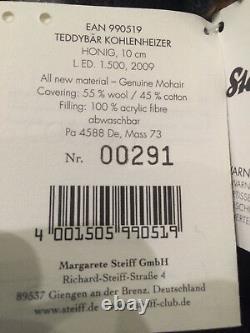 EAN 990519
TEDDYBÄR KOHLENHEIZER
HONIG, 10 cm
L. ED. 1.500, 2009
All new material – Genuine Mohair
Covering: 55 % wool / 45 % cotton
Filling: 100 % acrylic fibre
abwaschbar
Pa 4588 De, Mass 73
Nr. 00291
4 001505 990519
Margarete Steiff GmbH
Richard-Steiff-Straße 4
89537 Giengen an der Brenz, Deutschland
www.steiff.de